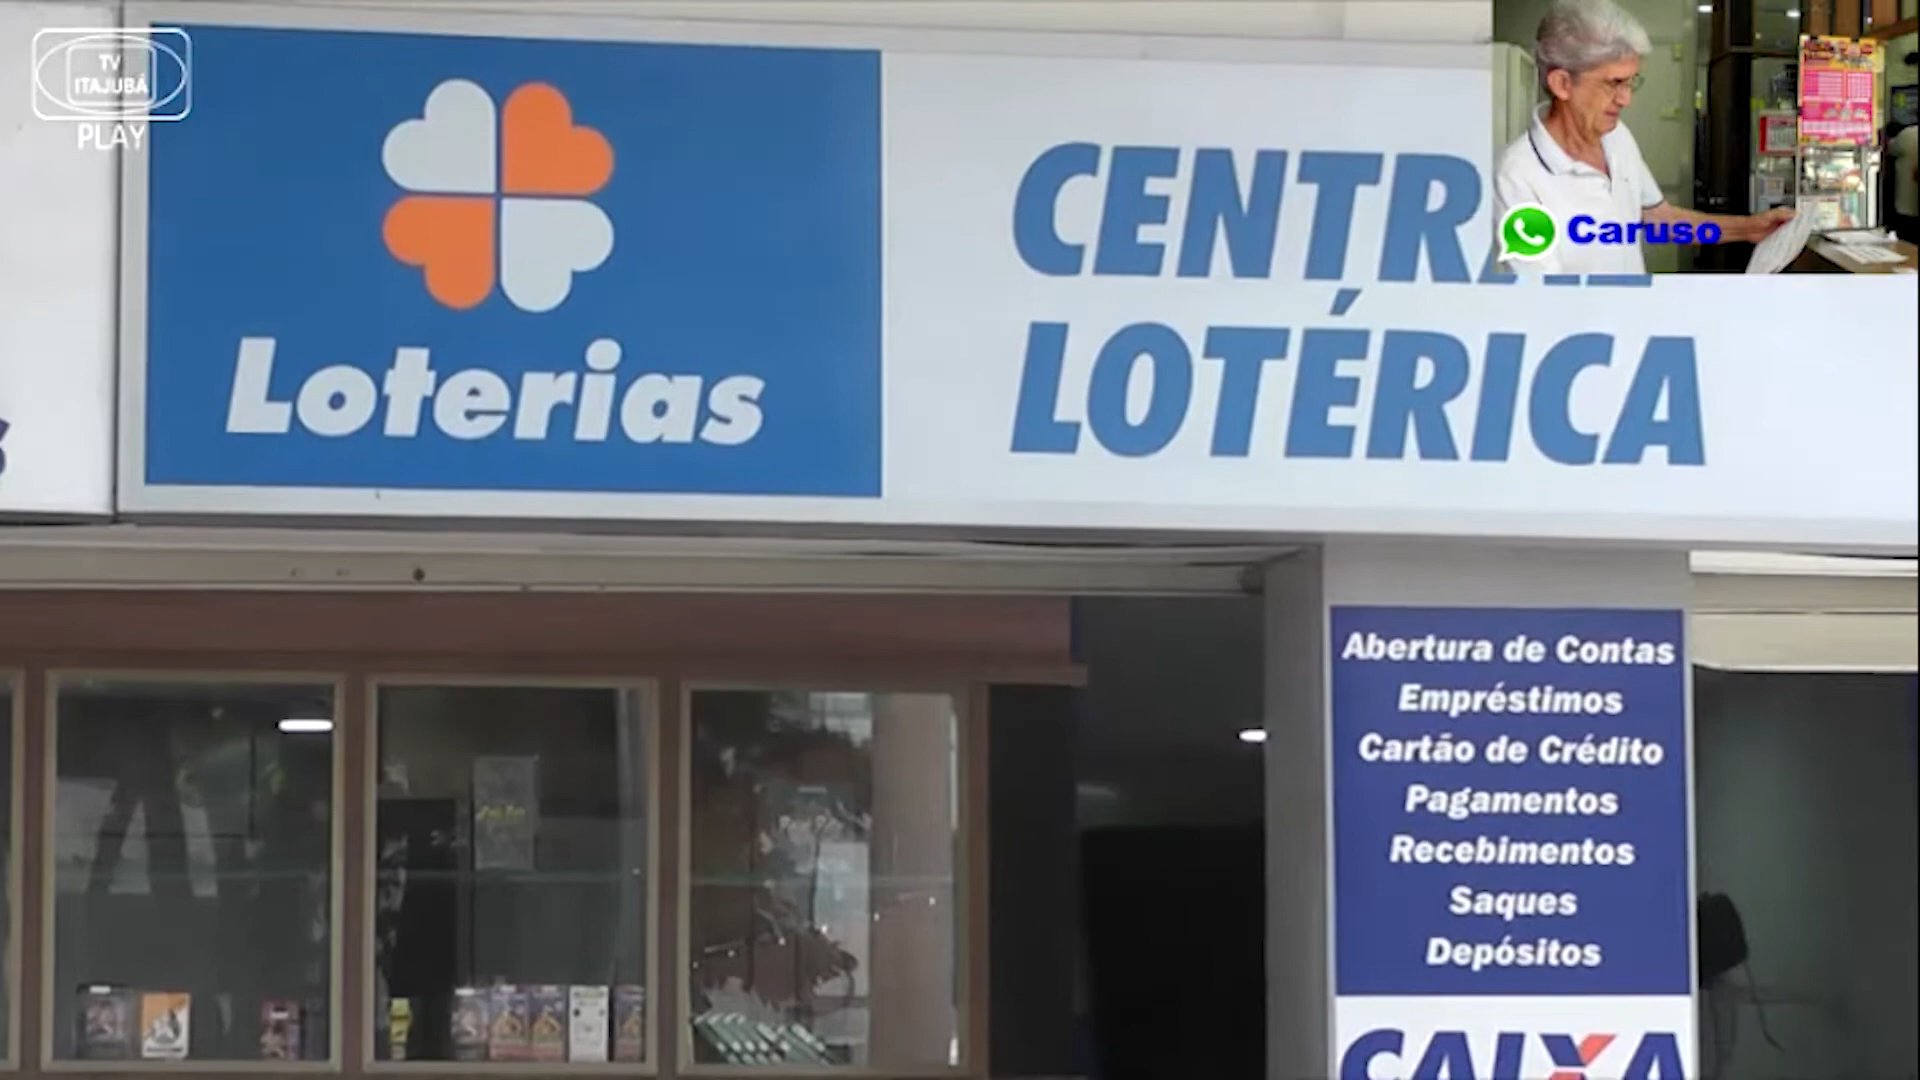 TV
ITAJUBÁ
PLAY
Loterias
CENTRAL
LOTÉRICA
Caruso
Abertura de Contas
Empréstimos
Cartão de Crédito
Pagamentos
Recebimentos
Saques
Depósitos
CAIXA